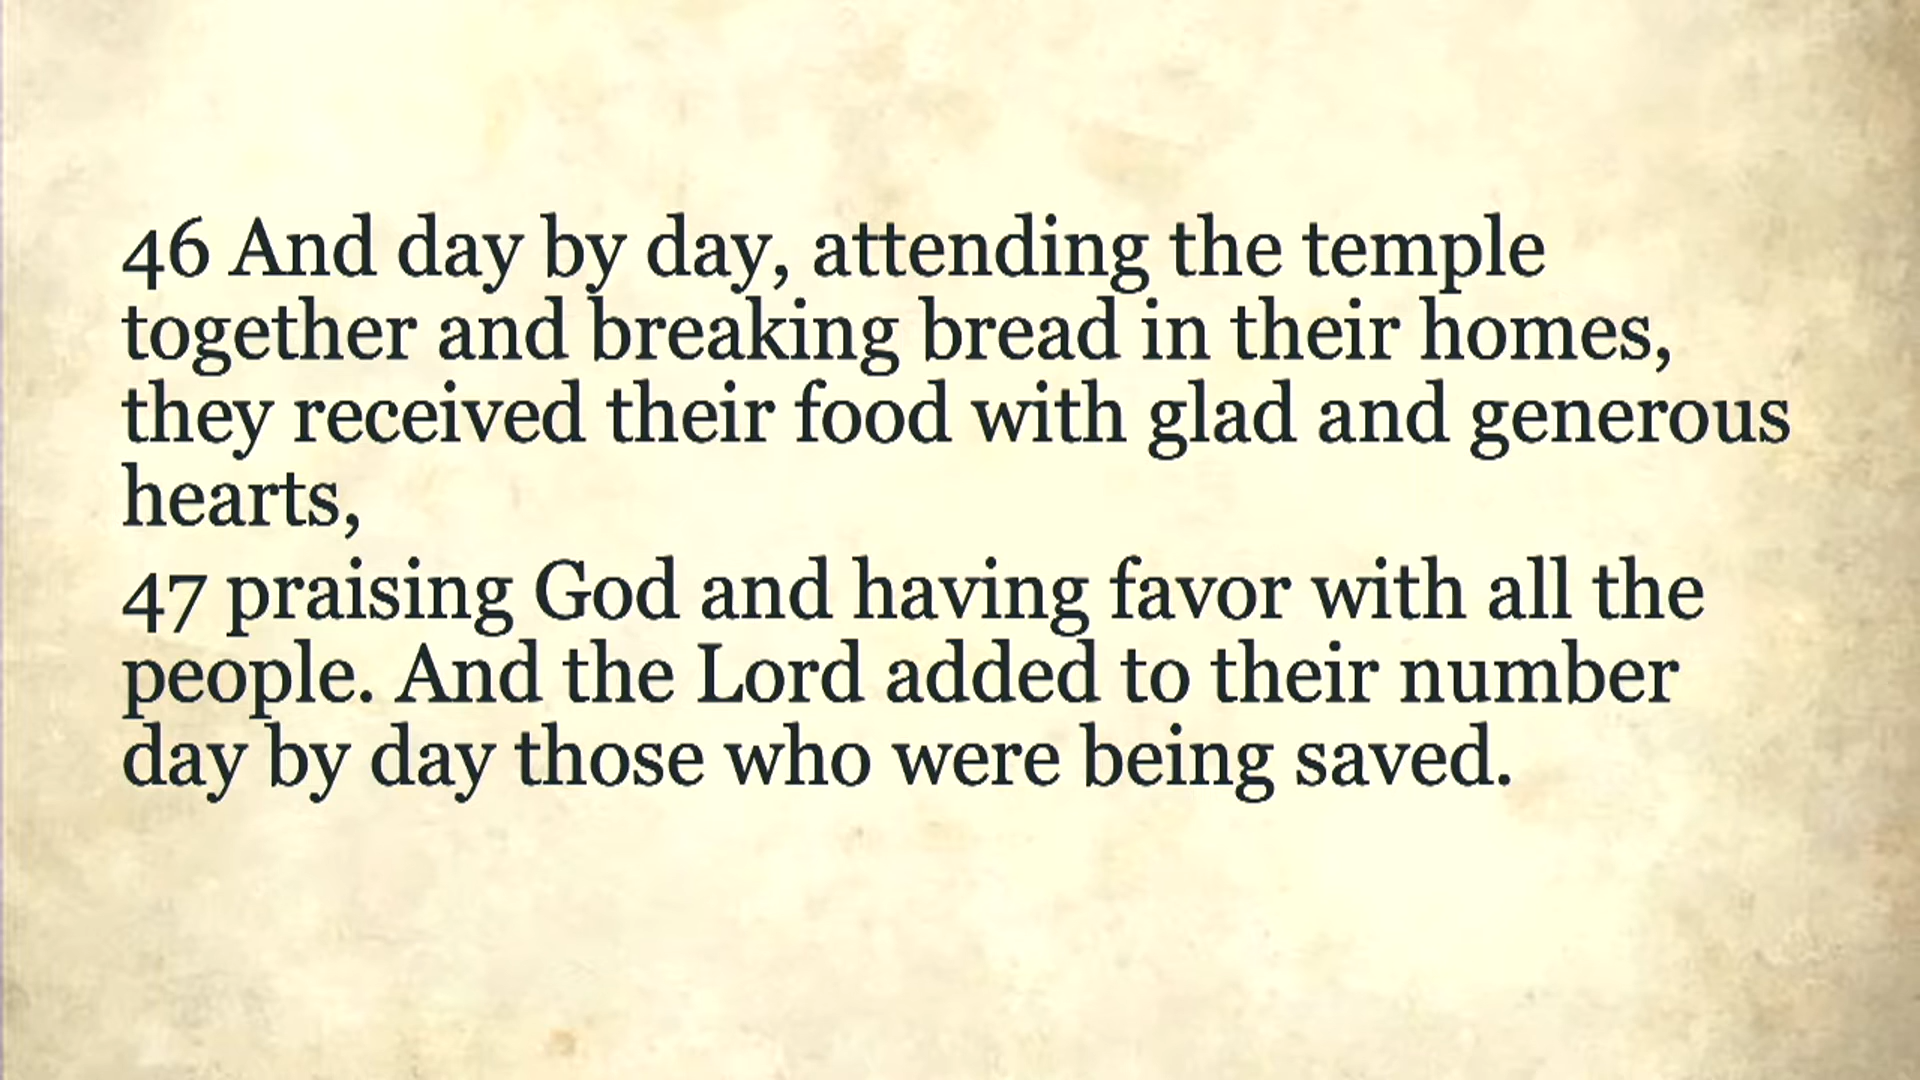 46 And day by day, attending the temple
together and breaking bread in their homes,
they received their food with glad and generous
hearts,
47 praising God and having favor with all the
people. And the Lord added to their number
day by day those who were being saved.